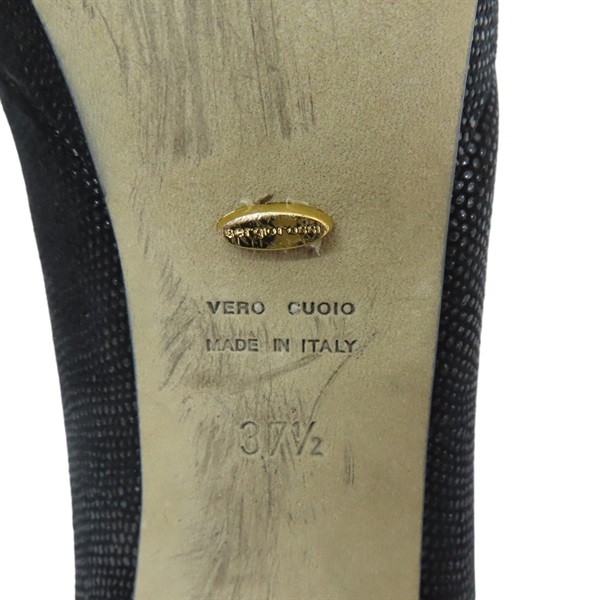 sergiorossi
VERO CUOIO
MADE IN ITALY
37½